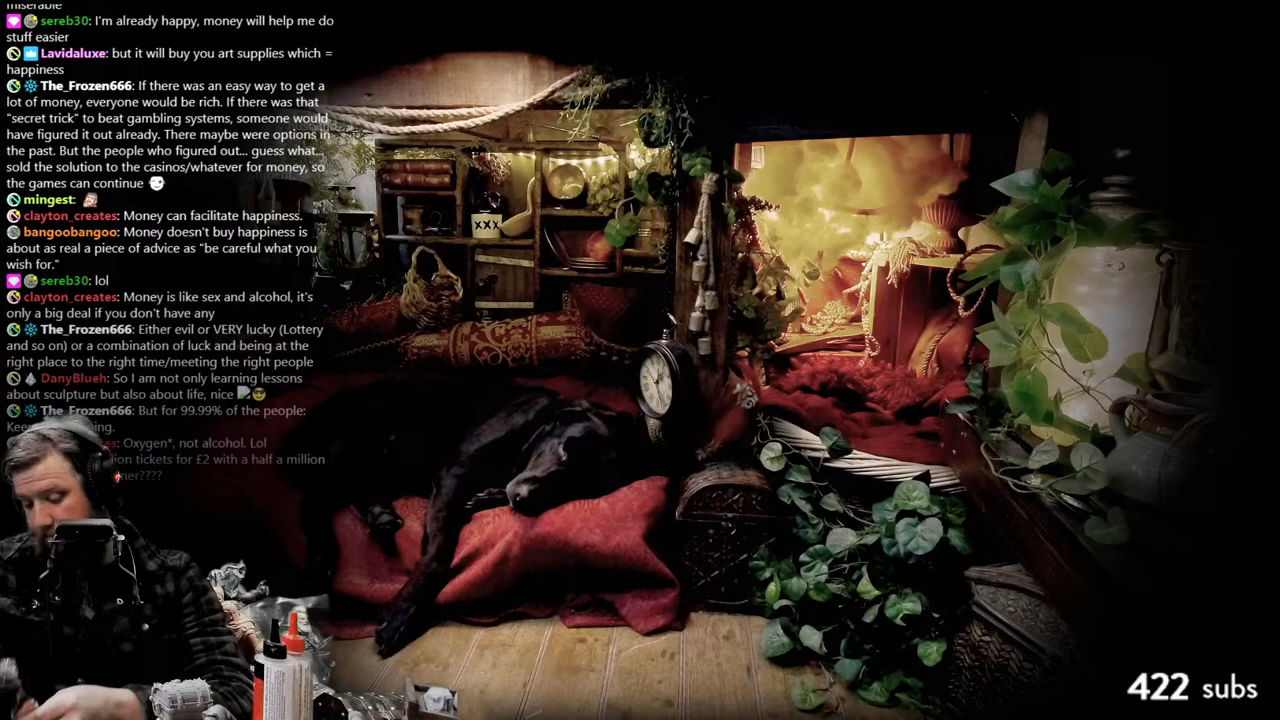 miserable
sereb30: I'm already happy, money will help me do
stuff easier
Lavidaluxe: but it will buy you art supplies which =
happiness
The_Frozen666: If there was an easy way to get a
lot of money, everyone would be rich. If there was that
"secret trick" to beat gambling systems, someone would
have figured it out already. There maybe were options in
the past. But the people who figured out... guess what...
sold the solution to the casinos/whatever for money, so
the games can continue
mingest:
clayton_creates: Money can facilitate happiness.
bangoobangoo: Money doesn't buy happiness is
about as real a piece of advice as "be careful what you
wish for."
sereb30: lol
clayton_creates: Money is like sex and alcohol, it's
only a big deal if you don't have any
The_Frozen666: Either evil or VERY lucky (Lottery
and so on) or a combination of luck and being at the
right place to the right time/meeting the right people
DanyBlueh: So I am not only learning lessons
about sculpture but also about life, nice
The_Frozen666: But for 99.99% of the people:
Oxygen*, not alcohol. Lol
tickets for £2 with a half a million
XXX
422 subs